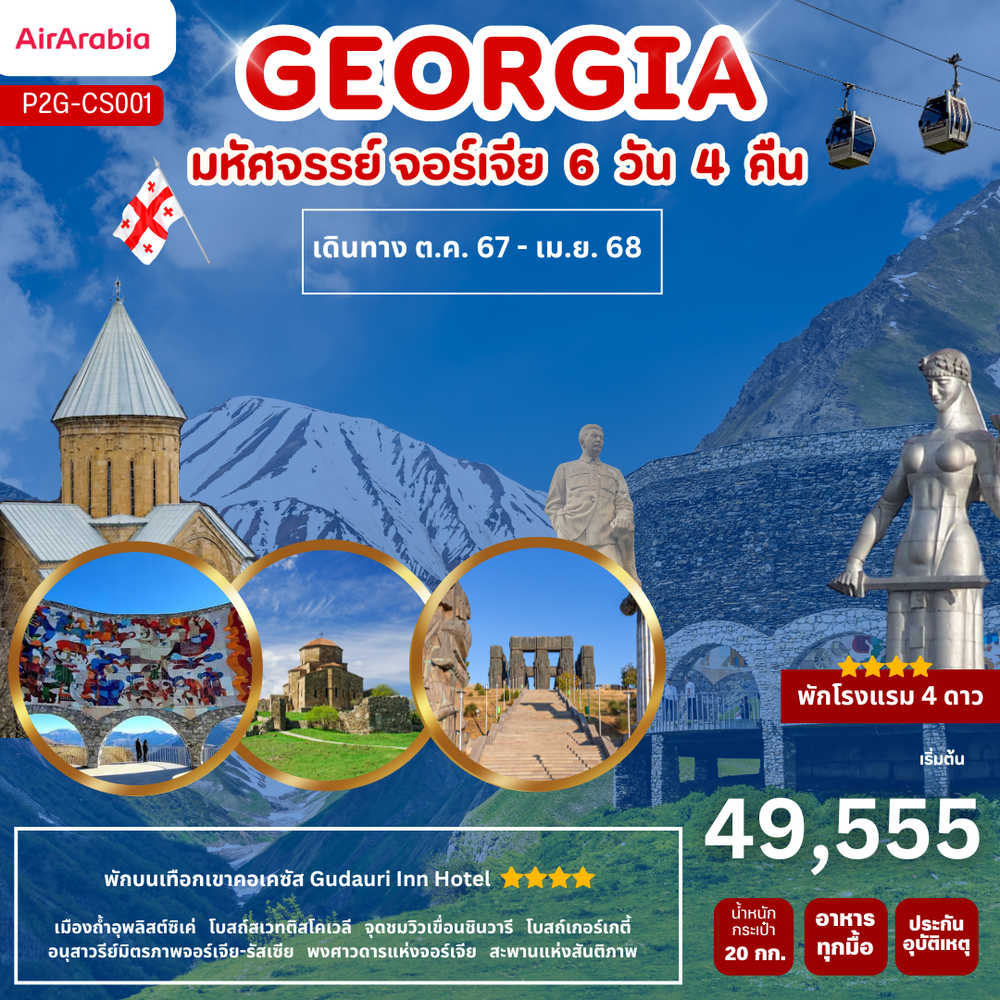 AirArabia
P2G-CS001
GEORGIA
มหัศจรรย์ จอร์เจีย 6 วัน 4 คืน
เดินทาง ต.ค. 67 - เม.ย. 68
พักโรงแรม 4 ดาว
เริ่มต้น
49,555
พักบนเทือกเขาคอเคซัส Gudauri Inn Hotel
เมืองถ้ำอุพลิสต์ซิเค่ โบสถ์สเวทติสโคเวลี จุดชมวิวเขื่อนชินวารี โบสถ์เกอร์เกตี้
อนุสาวรีย์มิตรภาพจอร์เจีย-รัสเซีย พงศาวดารแห่งจอร์เจีย สะพานแห่งสันติภาพ
น้ำหนัก
กระเป๋า
20 กก.
อาหาร
ทุกมื้อ
ประกัน
อุบัติเหตุ